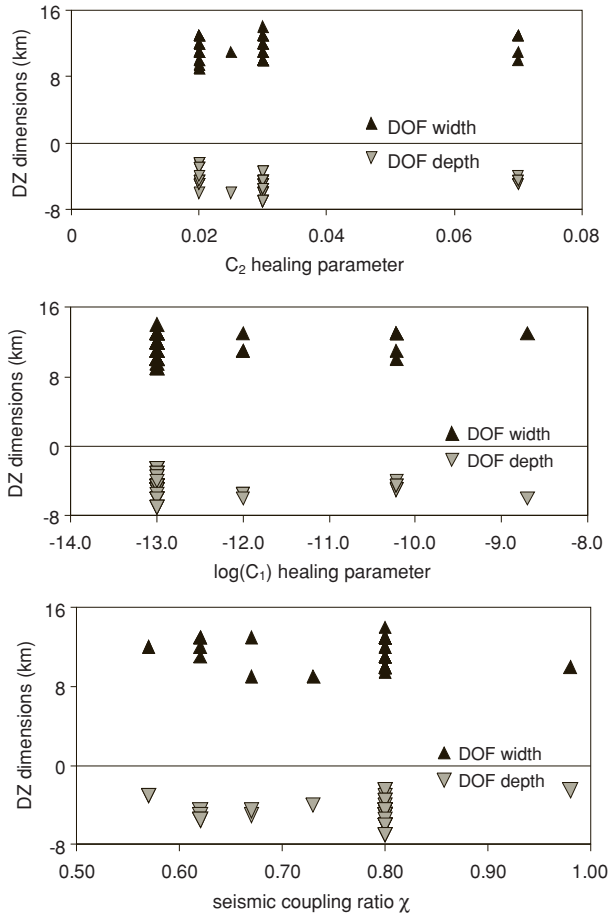 16
8
0
-8
DZ dimensions (km)
DOF width
DOF depth
0 0.02 0.04 0.06 0.08
C₂ healing parameter
16
8
0
-8
DZ dimensions (km)
DOF width
DOF depth
-14.0 -13.0 -12.0 -11.0 -10.0 -9.0 -8.0
log(C₁) healing parameter
16
8
0
-8
DZ dimensions (km)
DOF width
DOF depth
0.50 0.60 0.70 0.80 0.90 1.00
seismic coupling ratio χ